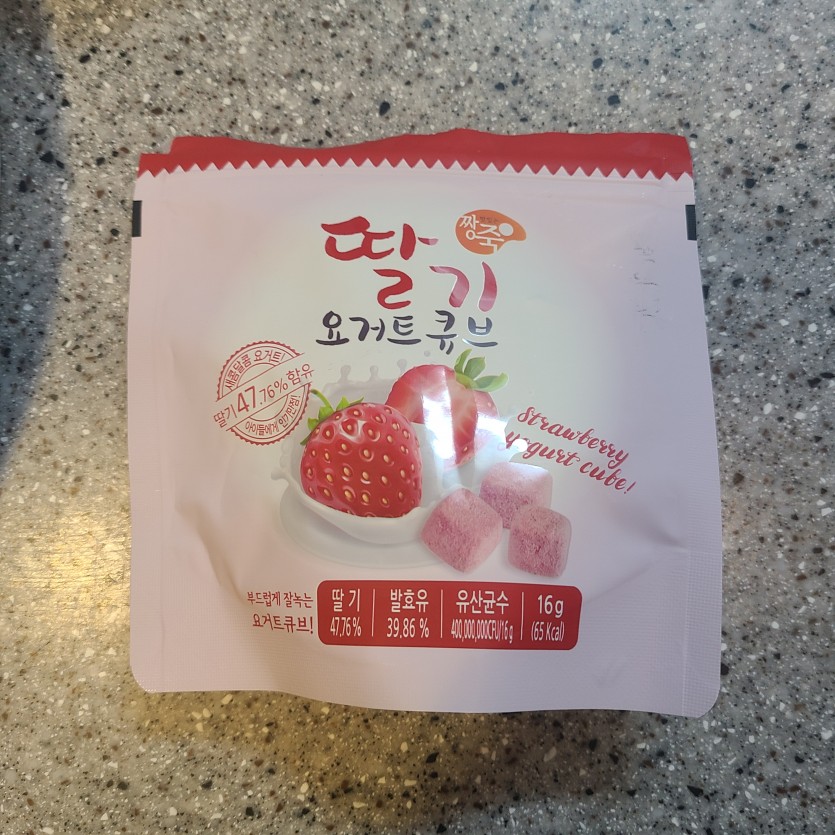 짱죽
딸기
요거트큐브
새콤달콤 요거트!
딸기 47.76% 함유
아이들에게 인기만점!
Strawberry
yogurt cube!
부드럽게 잘녹는
요거트큐브!
딸 기
47.76 %
발효유
39.86 %
유산균수
400,000,000CFU/16 g
16g
(65 Kcal)